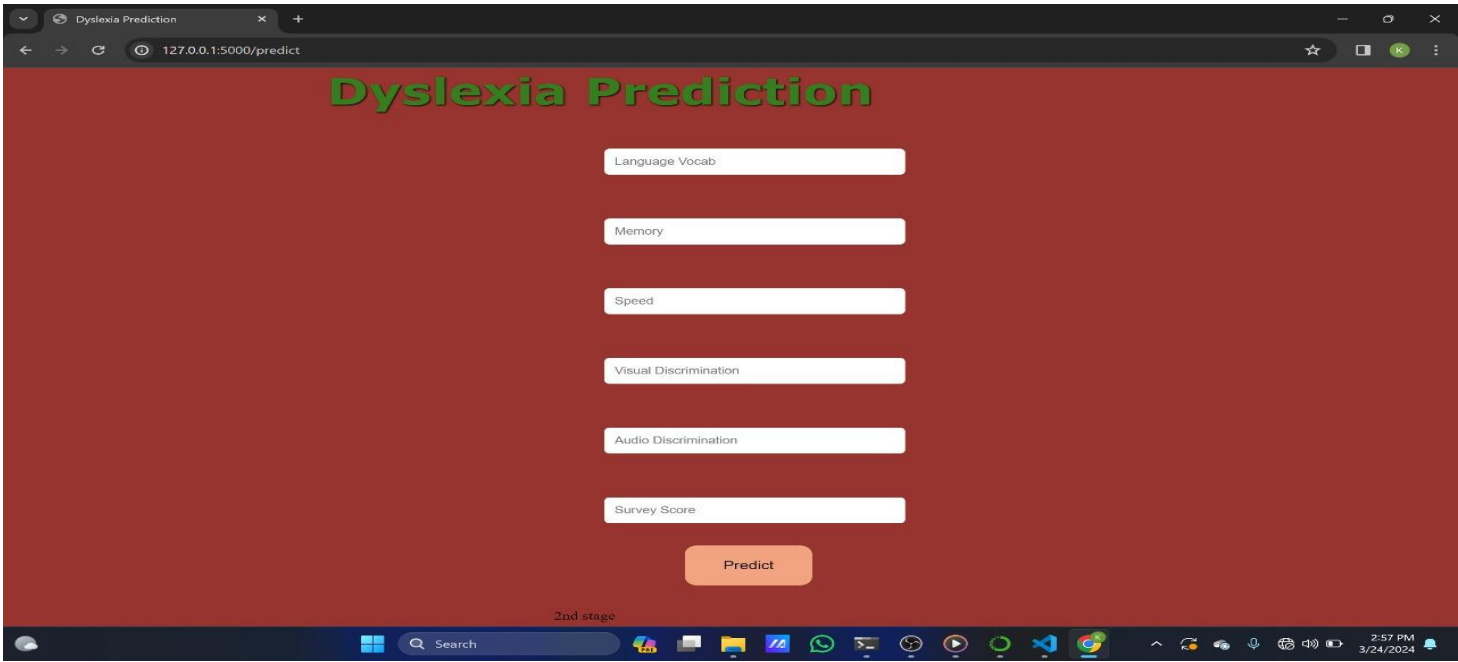 Dyslexia Prediction
127.0.0.1:5000/predict
K
Dyslexia Prediction
Language Vocab
Memory
Speed
Visual Discrimination
Audio Discrimination
Survey Score
Predict
2nd stage
Search
PRE
K
2:57 PM
3/24/2024